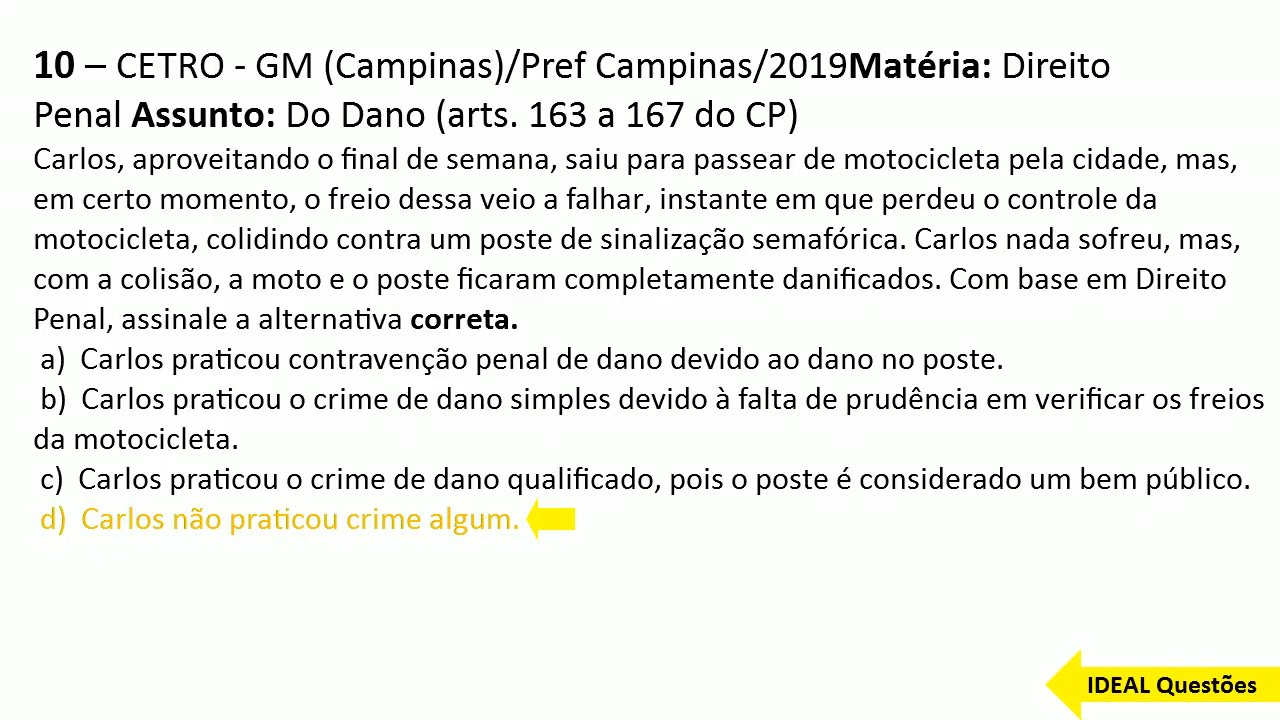 10 – CETRO - GM (Campinas)/Pref Campinas/2019Matéria: Direito
Penal Assunto: Do Dano (arts. 163 a 167 do CP)
Carlos, aproveitando o final de semana, saiu para passear de motocicleta pela cidade, mas,
em certo momento, o freio dessa veio a falhar, instante em que perdeu o controle da
motocicleta, colidindo contra um poste de sinalização semafórica. Carlos nada sofreu, mas,
com a colisão, a moto e o poste ficaram completamente danificados. Com base em Direito
Penal, assinale a alternativa correta.
a) Carlos praticou contravenção penal de dano devido ao dano no poste.
b) Carlos praticou o crime de dano simples devido à falta de prudência em verificar os freios
da motocicleta.
c) Carlos praticou o crime de dano qualificado, pois o poste é considerado um bem público.
d) Carlos não praticou crime algum.
IDEAL Questões